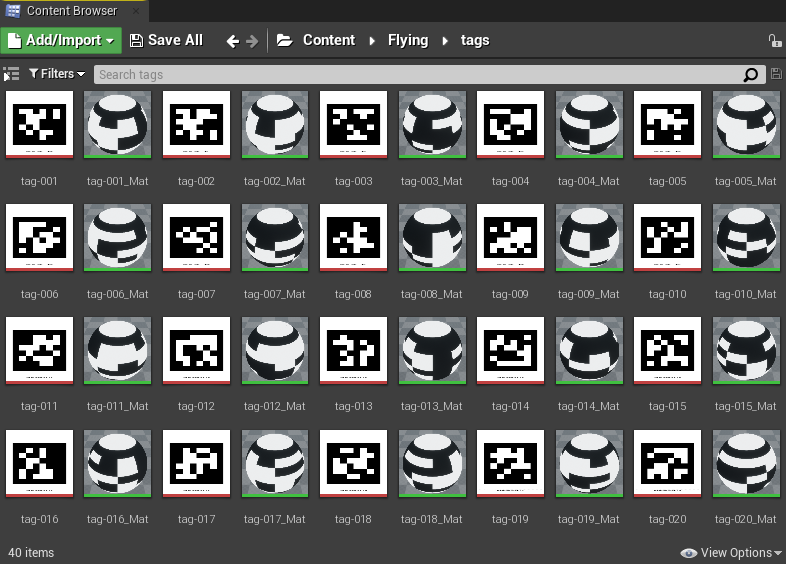 Content Browser
Add/Import Save All Content Flying tags
Filters Search tags
tag-001 tag-001_Mat tag-002 tag-002_Mat tag-003 tag-003_Mat tag-004 tag-004_Mat tag-005 tag-005_Mat
tag-006 tag-006_Mat tag-007 tag-007_Mat tag-008 tag-008_Mat tag-009 tag-009_Mat tag-010 tag-010_Mat
tag-011 tag-011_Mat tag-012 tag-012_Mat tag-013 tag-013_Mat tag-014 tag-014_Mat tag-015 tag-015_Mat
tag-016 tag-016_Mat tag-017 tag-017_Mat tag-018 tag-018_Mat tag-019 tag-019_Mat tag-020 tag-020_Mat
40 items View Options